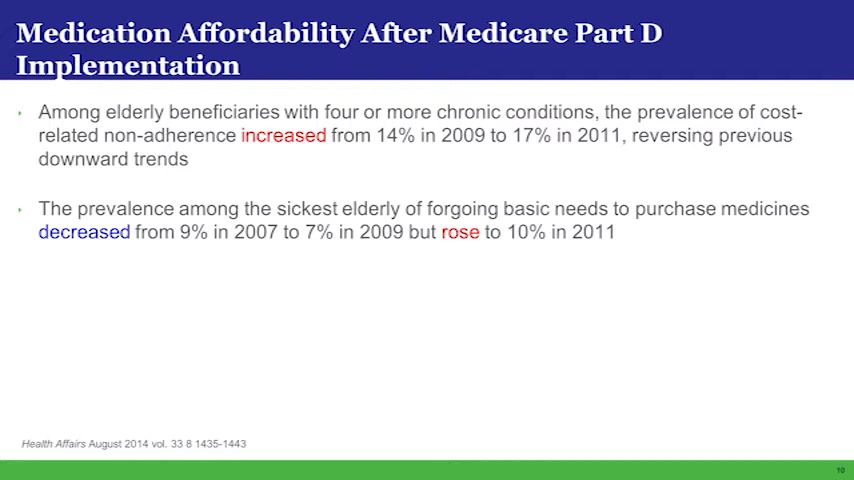 Medication Affordability After Medicare Part D
Implementation
Among elderly beneficiaries with four or more chronic conditions, the prevalence of cost-
related non-adherence increased from 14% in 2009 to 17% in 2011, reversing previous
downward trends
The prevalence among the sickest elderly of forgoing basic needs to purchase medicines
decreased from 9% in 2007 to 7% in 2009 but rose to 10% in 2011
Health Affairs August 2014 vol. 33 8 1435-1443
10